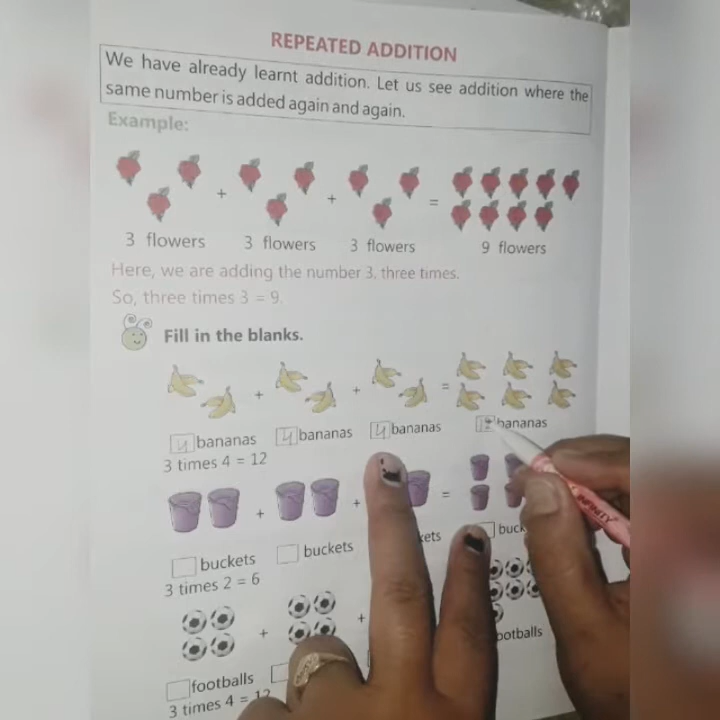 REPEATED ADDITION
We have already learnt addition. Let us see addition where the
same number is added again and again.
Example:
+ + =
3 flowers 3 flowers 3 flowers 9 flowers
Here, we are adding the number 3, three times.
So, three times 3 = 9.
Fill in the blanks.
+ + =
4 bananas 4 bananas 4 bananas 12 bananas
3 times 4 = 12
+ + =
buckets buckets
3 times 2 = 6
+ +
footballs
3 times 4 = 12
INFINITY